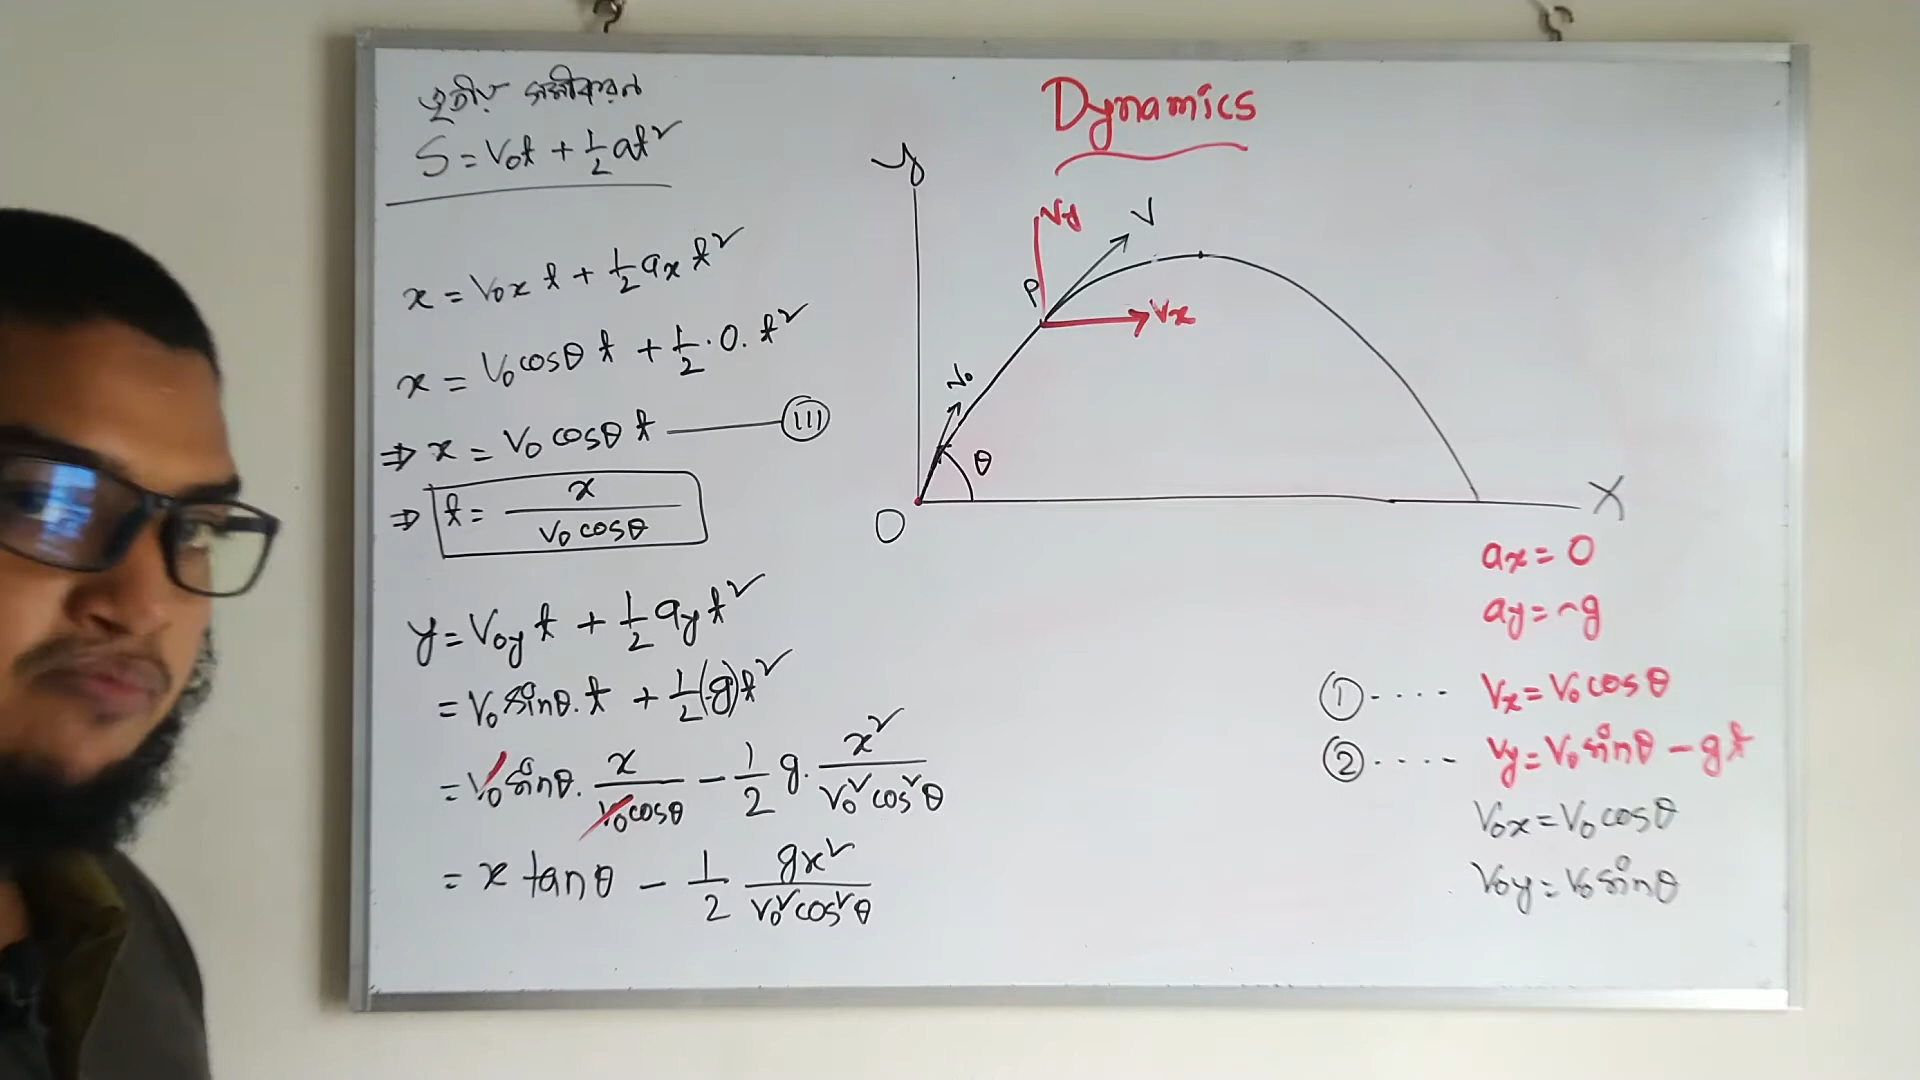 তৃতীয় সমীকরণ
S = V₀t + 1/2 at²
x = V₀x t + 1/2 ax t²
x = V₀ cosθ t + 1/2 · 0. t²
⇒ x = V₀ cosθ t —— (III)
⇒ t = x / V₀ cosθ
y = V₀y t + 1/2 ay t²
= V₀ sinθ. t + 1/2 (-g)t²
= V₀ sinθ. x / V₀ cosθ − 1/2 g. x² / V₀² cos²θ
= x tanθ − 1/2 gx² / V₀² cos²θ
Dynamics
y
Vy
V
P
Vx
V₀
θ
O
X
ax = 0
ay = -g
① .... Vx = V₀ cosθ
② .... Vy = V₀ sinθ − gt
V₀x = V₀ cosθ
V₀y = V₀ sinθ